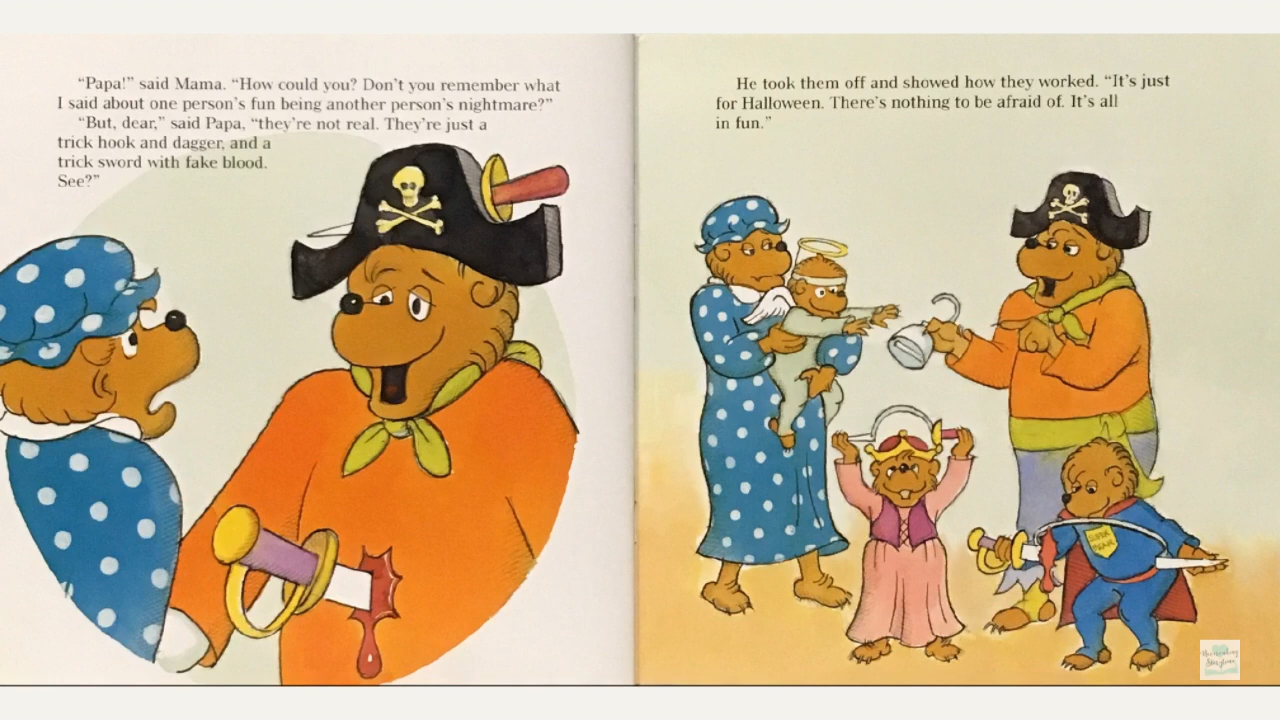 “Papa!” said Mama. “How could you? Don’t you remember what
I said about one person’s fun being another person’s nightmare?”
“But, dear,” said Papa, “they’re not real. They’re just a
trick hook and dagger, and a
trick sword with fake blood.
See?”
He took them off and showed how they worked. “It’s just
for Halloween. There’s nothing to be afraid of. It’s all
in fun.”
SUPER
BEAR
Storytime